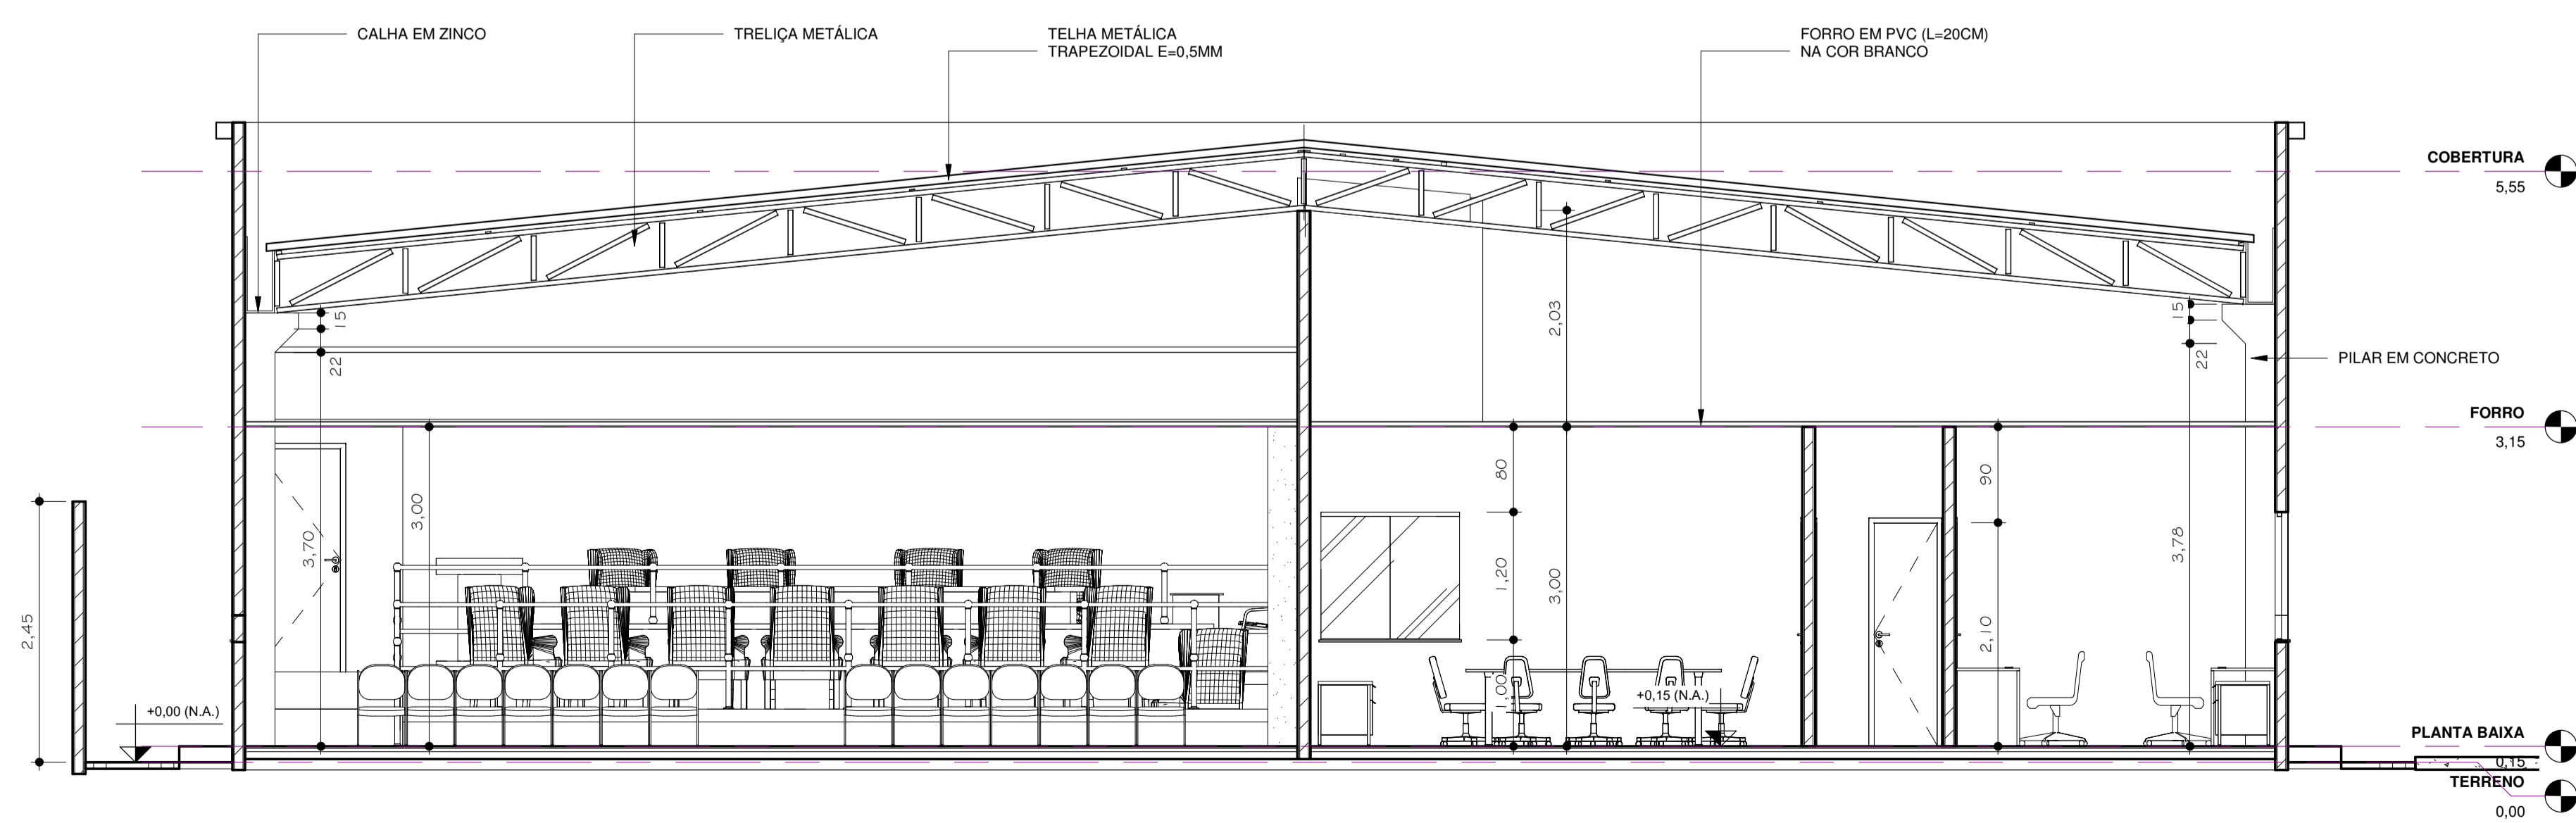 CALHA EM ZINCO
TRELIÇA METÁLICA
TELHA METÁLICA
TRAPEZOIDAL E=0,5MM
FORRO EM PVC (L=20CM)
NA COR BRANCO
COBERTURA
5,55
15
22
2,03
15
22
PILAR EM CONCRETO
FORRO
3,15
2,45
3,70
3,00
80
1,20
1,00
3,00
90
2,10
3,78
+0,00 (N.A.)
+0,15 (N.A.)
PLANTA BAIXA
0,15
TERRENO
0,00